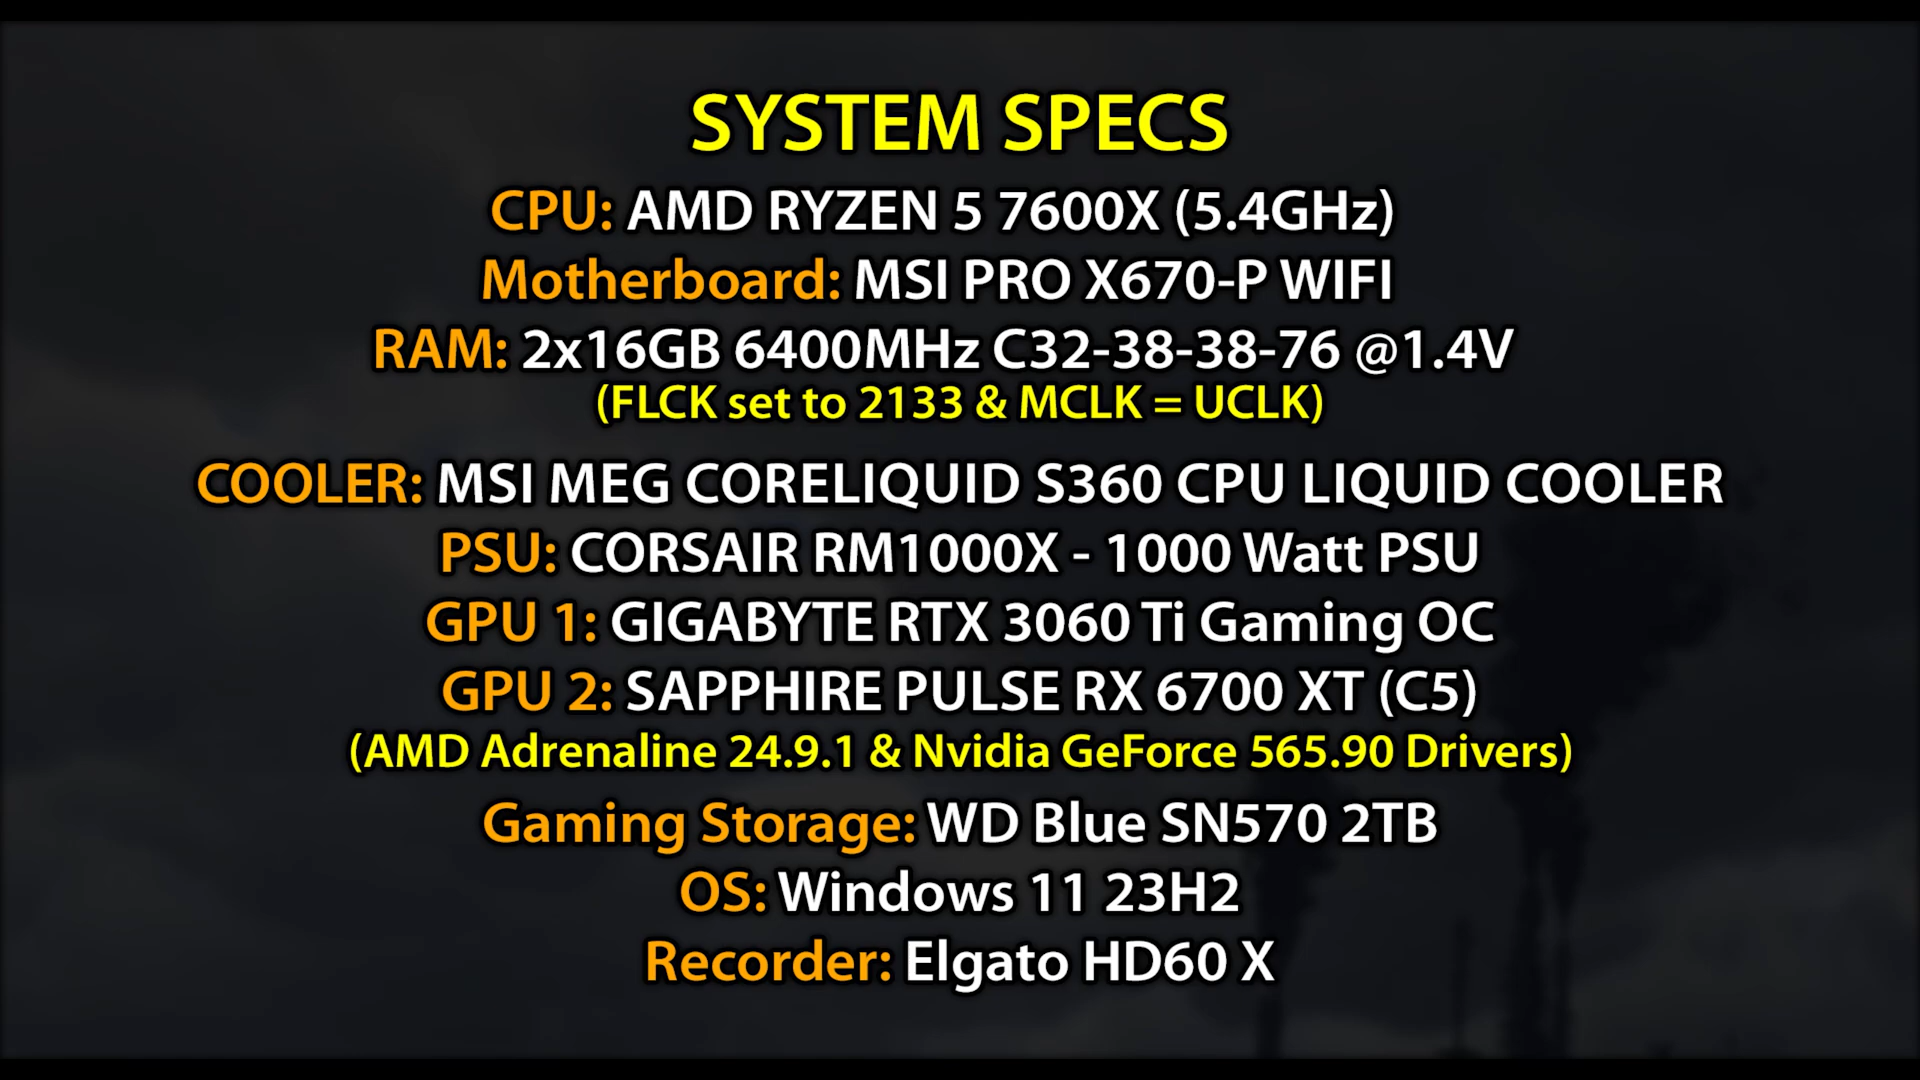 SYSTEM SPECS
CPU: AMD RYZEN 5 7600X (5.4GHz)
Motherboard: MSI PRO X670-P WIFI
RAM: 2x16GB 6400MHz C32-38-38-76 @1.4V
(FLCK set to 2133 & MCLK = UCLK)
COOLER: MSI MEG CORELIQUID S360 CPU LIQUID COOLER
PSU: CORSAIR RM1000X - 1000 Watt PSU
GPU 1: GIGABYTE RTX 3060 Ti Gaming OC
GPU 2: SAPPHIRE PULSE RX 6700 XT (C5)
(AMD Adrenaline 24.9.1 & Nvidia GeForce 565.90 Drivers)
Gaming Storage: WD Blue SN570 2TB
OS: Windows 11 23H2
Recorder: Elgato HD60 X